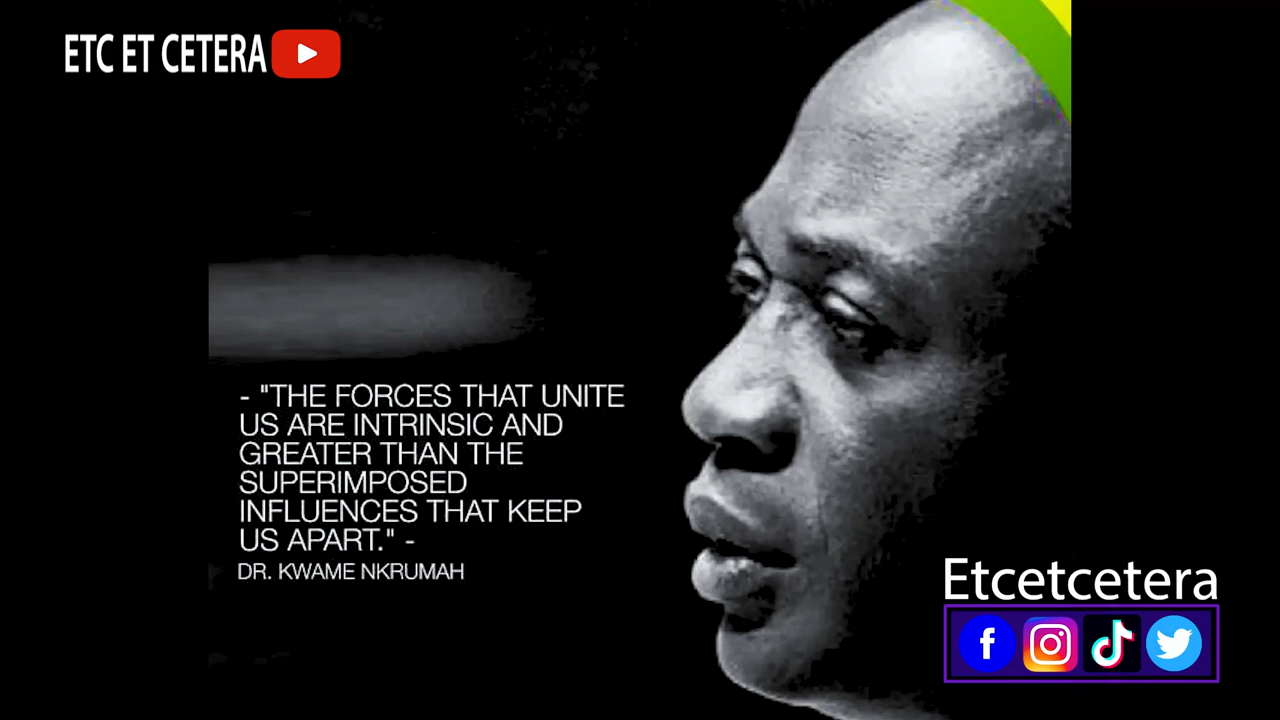 ETC ET CETERA
- "THE FORCES THAT UNITE
US ARE INTRINSIC AND
GREATER THAN THE
SUPERIMPOSED
INFLUENCES THAT KEEP
US APART." -
DR. KWAME NKRUMAH
Etcetcetera